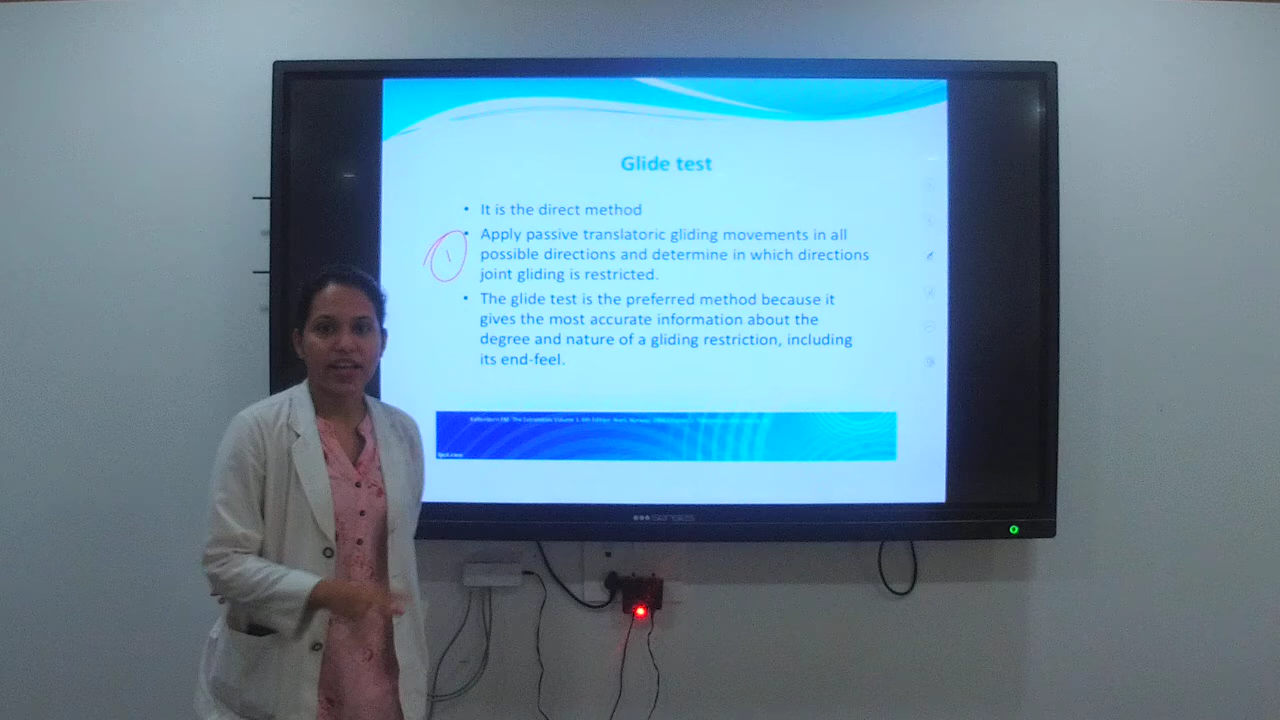 Glide test
• It is the direct method
• Apply passive translatoric gliding movements in all
possible directions and determine in which directions
joint gliding is restricted.
• The glide test is the preferred method because it
gives the most accurate information about the
degree and nature of a gliding restriction, including
its end-feel.